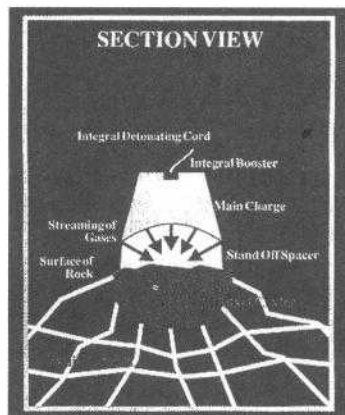 SECTION VIEW
Integral Detonating Cord
Integral Booster
Main Charge
Streaming of
Gases
Stand Off Spacer
Surface of
Rock